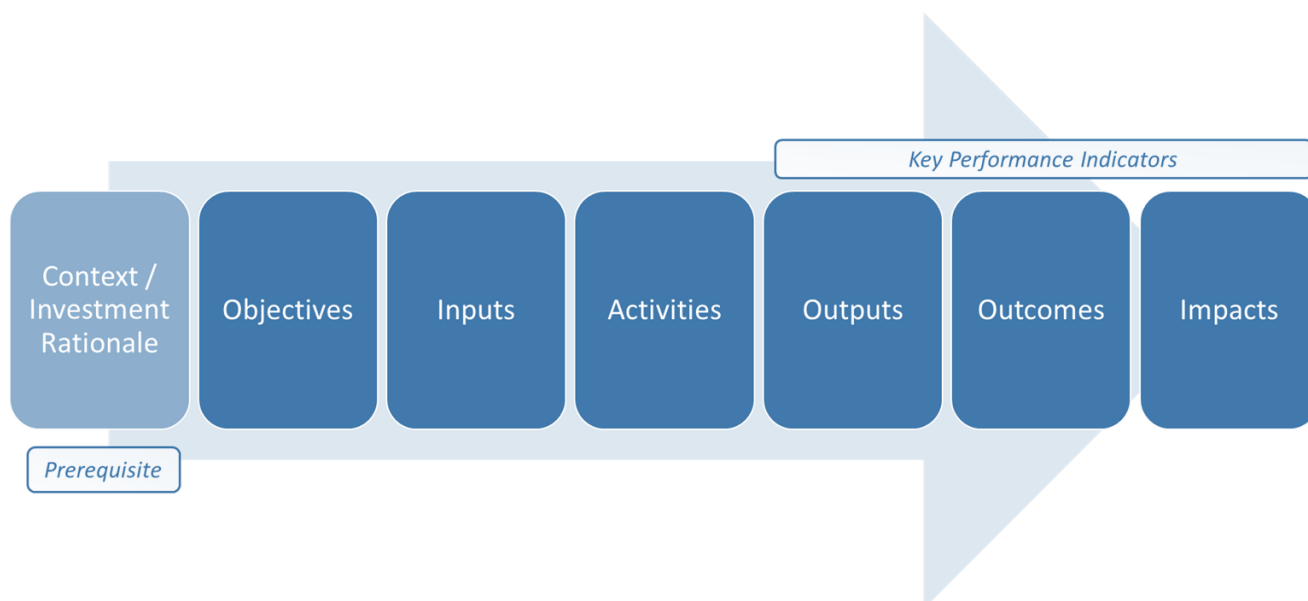 Key Performance Indicators
Context /
Investment
Rationale
Objectives
Inputs
Activities
Outputs
Outcomes
Impacts
Prerequisite